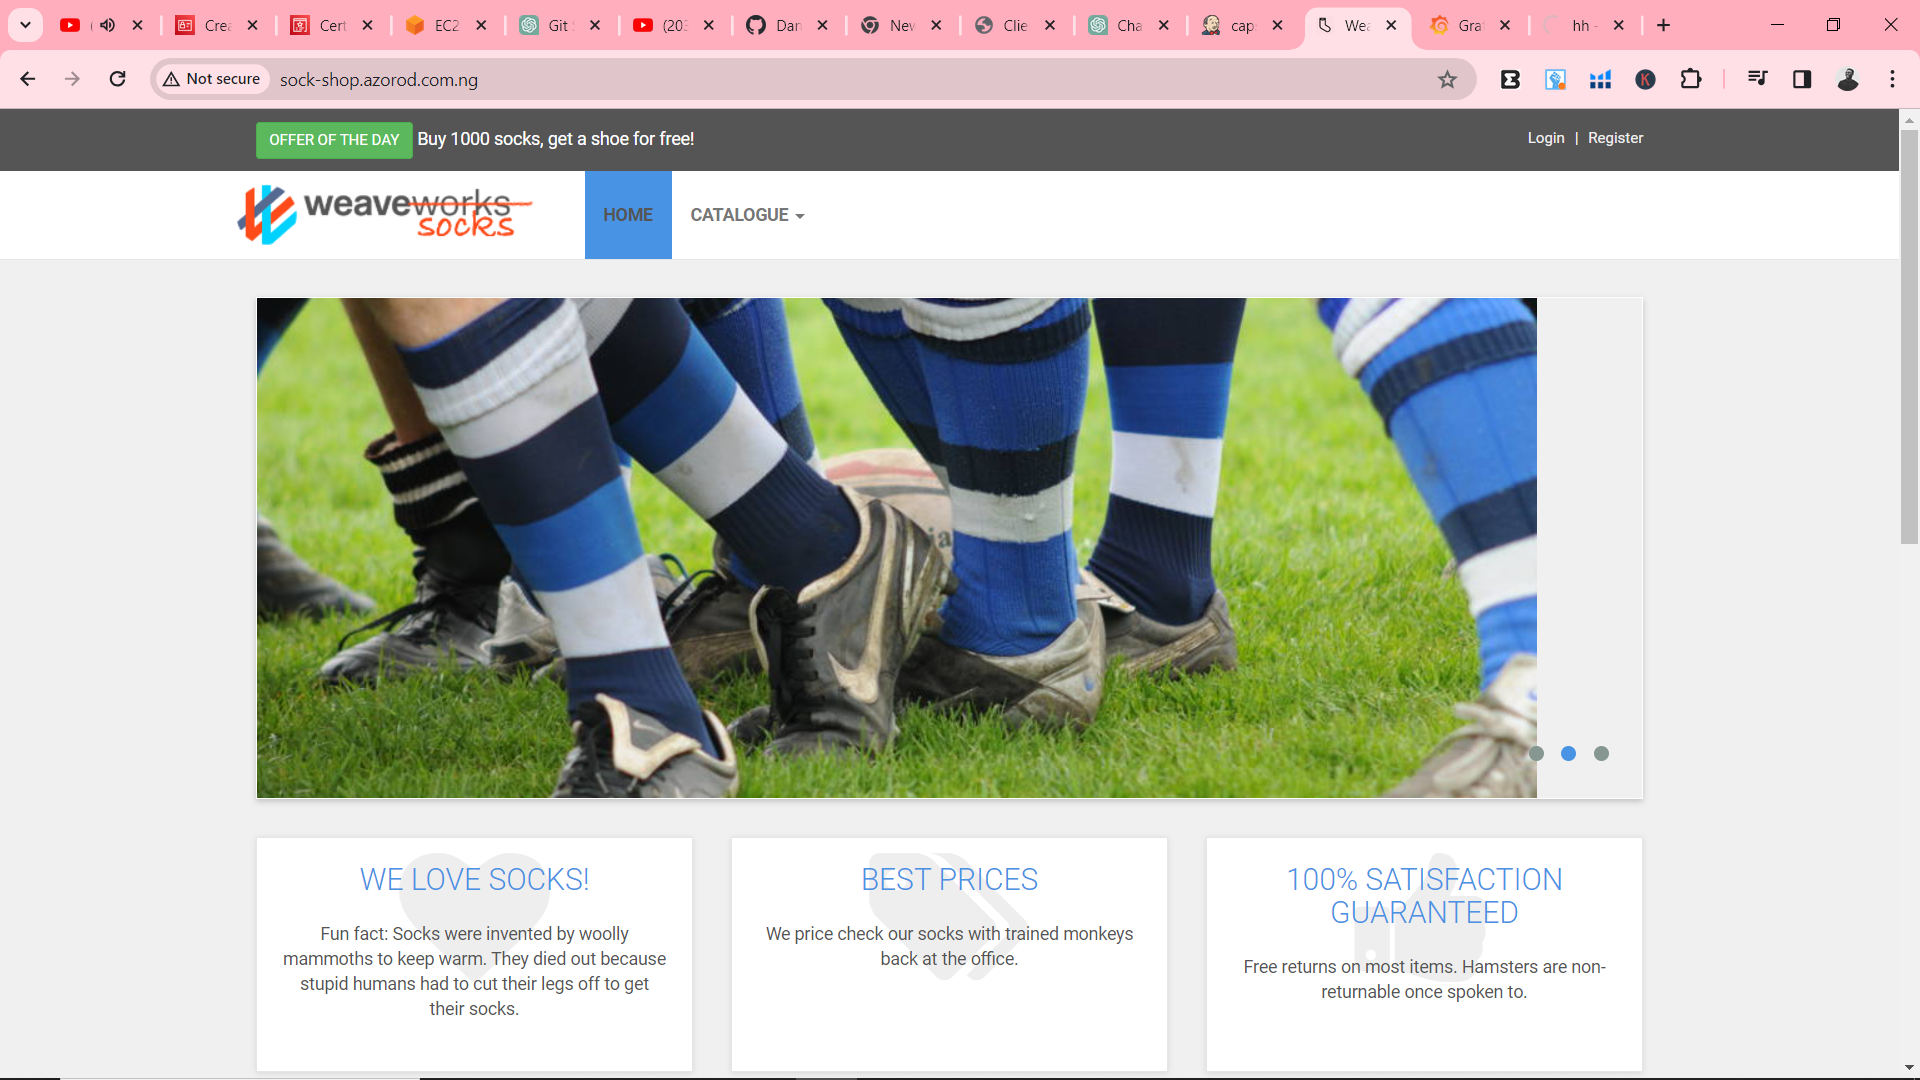 Crea
Cert
EC2
Git
(203
Dan
New
Clie
Cha
cap
Wea
Gra
hh -
Not secure
sock-shop.azorod.com.ng
K
OFFER OF THE DAY Buy 1000 socks, get a shoe for free!
Login | Register
weaveworks
socks
HOME
CATALOGUE
WE LOVE SOCKS!
Fun fact: Socks were invented by woolly
mammoths to keep warm. They died out because
stupid humans had to cut their legs off to get
their socks.
BEST PRICES
We price check our socks with trained monkeys
back at the office.
100% SATISFACTION
GUARANTEED
Free returns on most items. Hamsters are non-
returnable once spoken to.